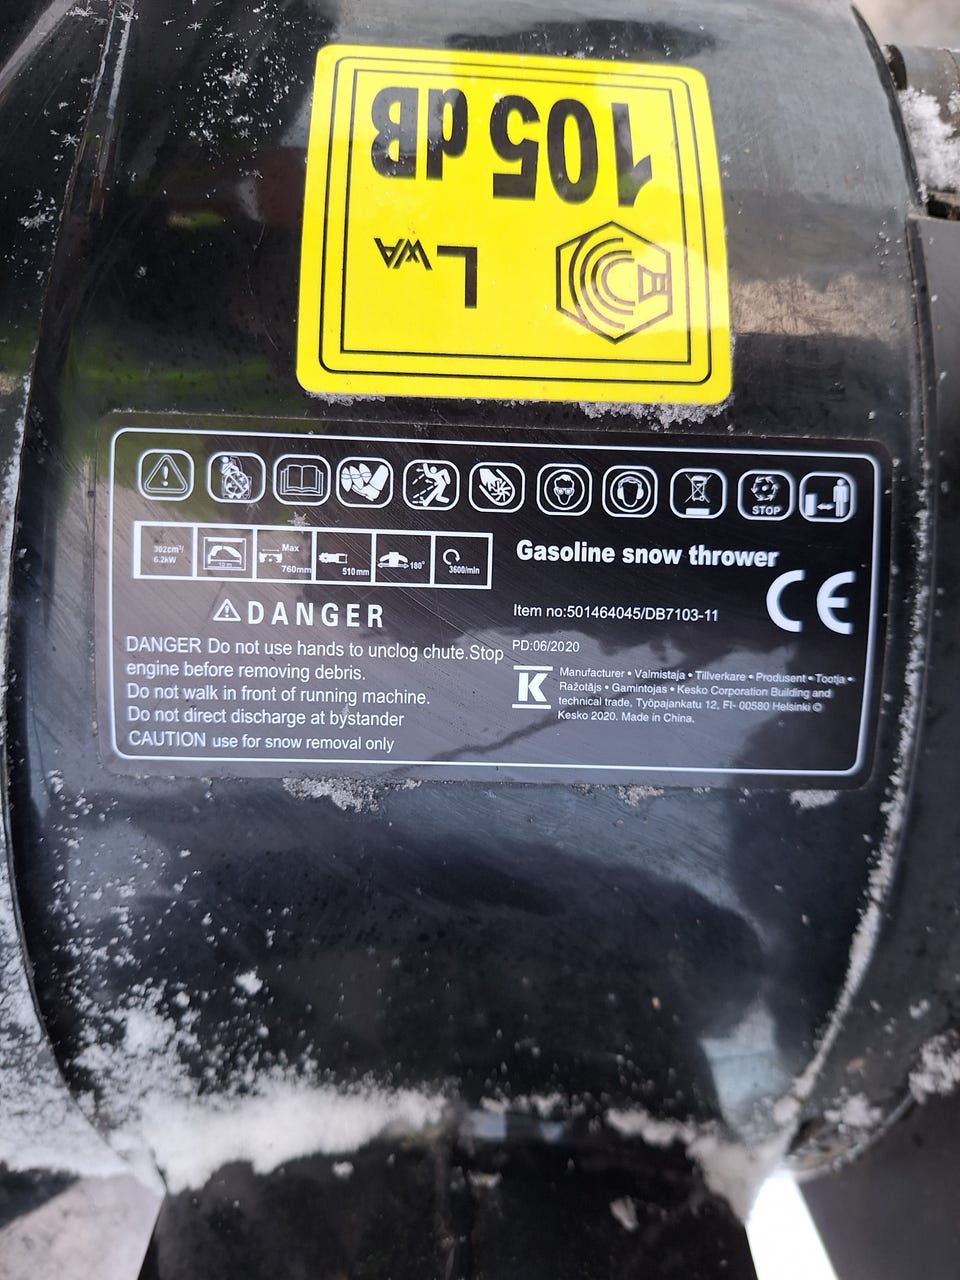 105 dB
LWA
STOP
302cm³/
6.2kW
10 m
Max
760mm
510mm
180°
3600/min
Gasoline snow thrower
CE
DANGER
Item no:501464045/DB7103-11
DANGER Do not use hands to unclog chute.Stop
engine before removing debris.
Do not walk in front of running machine.
Do not direct discharge at bystander
CAUTION use for snow removal only
PD:06/2020
K
Manufacturer • Valmistaja • Tillverkare • Produsent • Tootja •
Ražotājs • Gamintojas • Kesko Corporation Building and
technical trade, Työpajankatu 12, FI- 00580 Helsinki ©
Kesko 2020. Made in China.